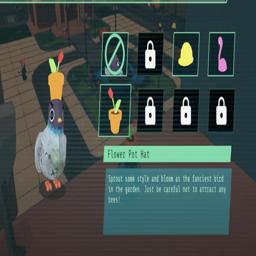 Flower Pot Hat
Sprout some style and bloom as the fanciest bird
in the garden. Just be careful not to attract any
bees!